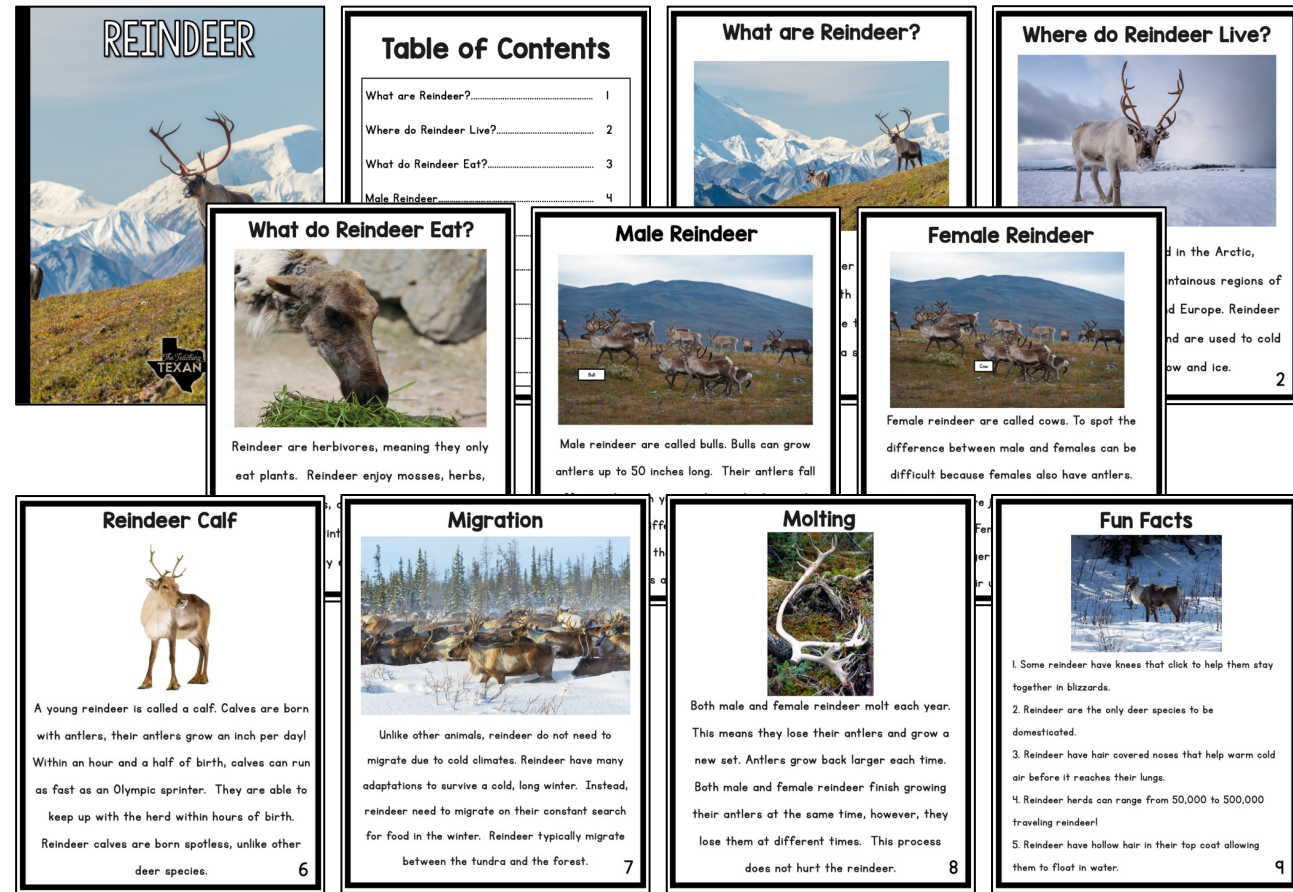 REINDEER
The Teaching
TEXAN
Table of Contents
What are Reindeer? 1
Where do Reindeer Live? 2
What do Reindeer Eat? 3
Male Reindeer 4
What are Reindeer?
Where do Reindeer Live?
in the Arctic,
regions of
Europe. Reindeer
and are used to cold
and ice.
2
What do Reindeer Eat?
Reindeer are herbivores, meaning they only
eat plants. Reindeer enjoy mosses, herbs,
Male Reindeer
Bull
Male reindeer are called bulls. Bulls can grow
antlers up to 50 inches long. Their antlers fall
Female Reindeer
Cow
Female reindeer are called cows. To spot the
difference between male and females can be
difficult because females also have antlers.
Reindeer Calf
A young reindeer is called a calf. Calves are born
with antlers, their antlers grow an inch per day!
Within an hour and a half of birth, calves can run
as fast as an Olympic sprinter. They are able to
keep up with the herd within hours of birth.
Reindeer calves are born spotless, unlike other
deer species.
6
Migration
Unlike other animals, reindeer do not need to
migrate due to cold climates. Reindeer have many
adaptations to survive a cold, long winter. Instead,
reindeer need to migrate on their constant search
for food in the winter. Reindeer typically migrate
between the tundra and the forest.
7
Molting
Both male and female reindeer molt each year.
This means they lose their antlers and grow a
new set. Antlers grow back larger each time.
Both male and female reindeer finish growing
their antlers at the same time, however, they
lose them at different times. This process
does not hurt the reindeer.
8
Fun Facts
1. Some reindeer have knees that click to help them stay
together in blizzards.
2. Reindeer are the only deer species to be
domesticated.
3. Reindeer have hair covered noses that help warm cold
air before it reaches their lungs.
4. Reindeer herds can range from 50,000 to 500,000
traveling reindeer!
5. Reindeer have hollow hair in their top coat allowing
them to float in water.
9